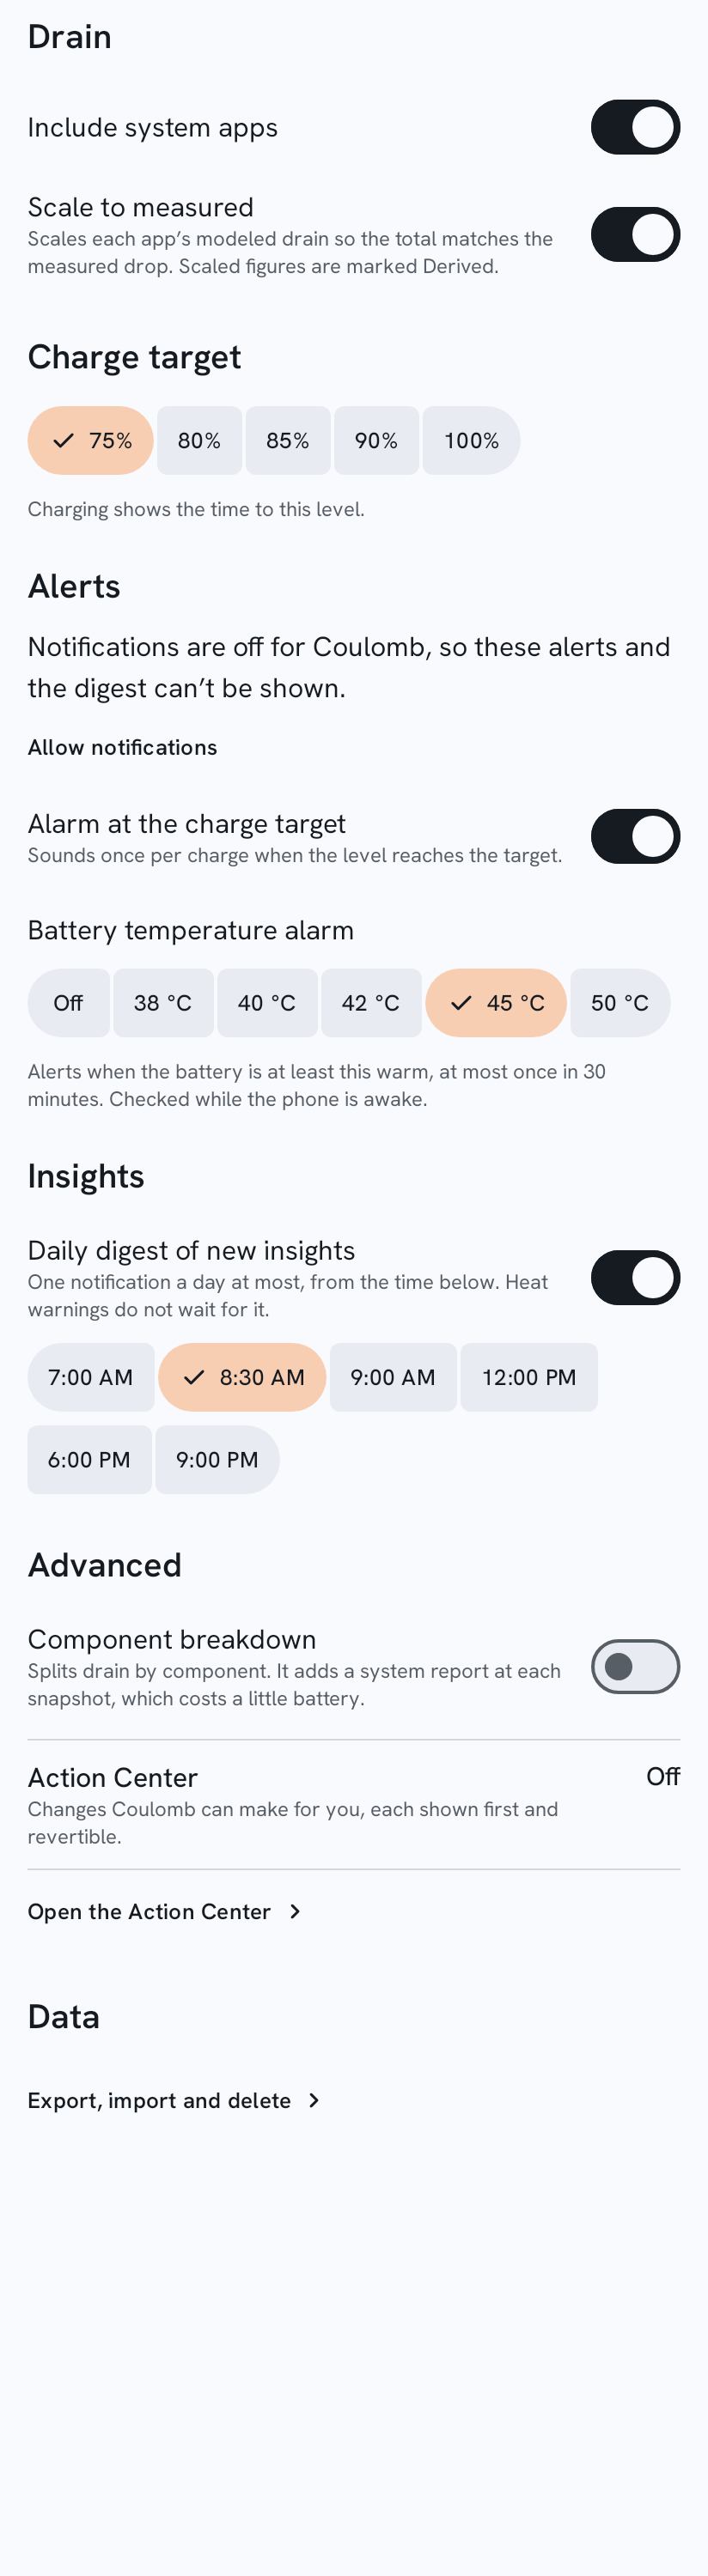 Drain
Include system apps
Scale to measured
Scales each app’s modeled drain so the total matches the
measured drop. Scaled figures are marked Derived.
Charge target
75% 80% 85% 90% 100%
Charging shows the time to this level.
Alerts
Notifications are off for Coulomb, so these alerts and
the digest can’t be shown.
Allow notifications
Alarm at the charge target
Sounds once per charge when the level reaches the target.
Battery temperature alarm
Off 38 °C 40 °C 42 °C 45 °C 50 °C
Alerts when the battery is at least this warm, at most once in 30
minutes. Checked while the phone is awake.
Insights
Daily digest of new insights
One notification a day at most, from the time below. Heat
warnings do not wait for it.
7:00 AM 8:30 AM 9:00 AM 12:00 PM
6:00 PM 9:00 PM
Advanced
Component breakdown
Splits drain by component. It adds a system report at each
snapshot, which costs a little battery.
Action Center Off
Changes Coulomb can make for you, each shown first and
revertible.
Open the Action Center
Data
Export, import and delete